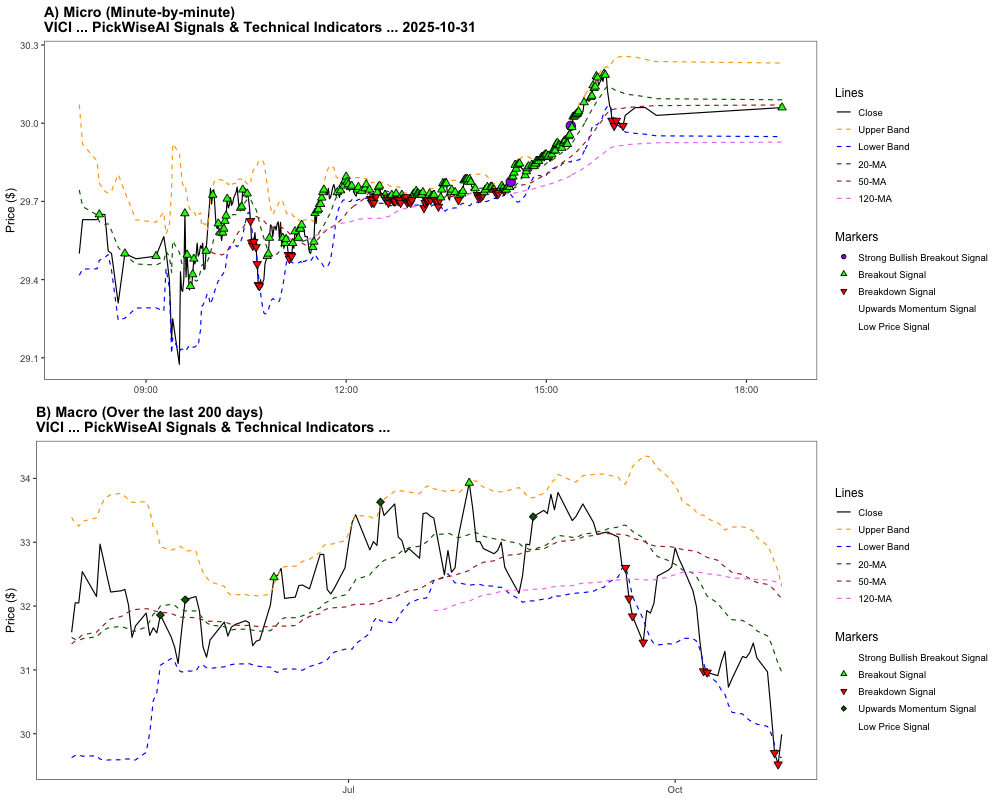 A) Micro (Minute-by-minute)
VICI ... PickWiseAI Signals & Technical Indicators ... 2025-10-31
Price ($)
30.3
30.0
29.7
29.4
29.1
09:00
12:00
15:00
18:00
Lines
Close
Upper Band
Lower Band
20-MA
50-MA
120-MA
Markers
Strong Bullish Breakout Signal
Breakout Signal
Breakdown Signal
Upwards Momentum Signal
Low Price Signal
B) Macro (Over the last 200 days)
VICI ... PickWiseAI Signals & Technical Indicators ...
Price ($)
34
33
32
31
30
Jul
Oct
Lines
Close
Upper Band
Lower Band
20-MA
50-MA
120-MA
Markers
Strong Bullish Breakout Signal
Breakout Signal
Breakdown Signal
Upwards Momentum Signal
Low Price Signal